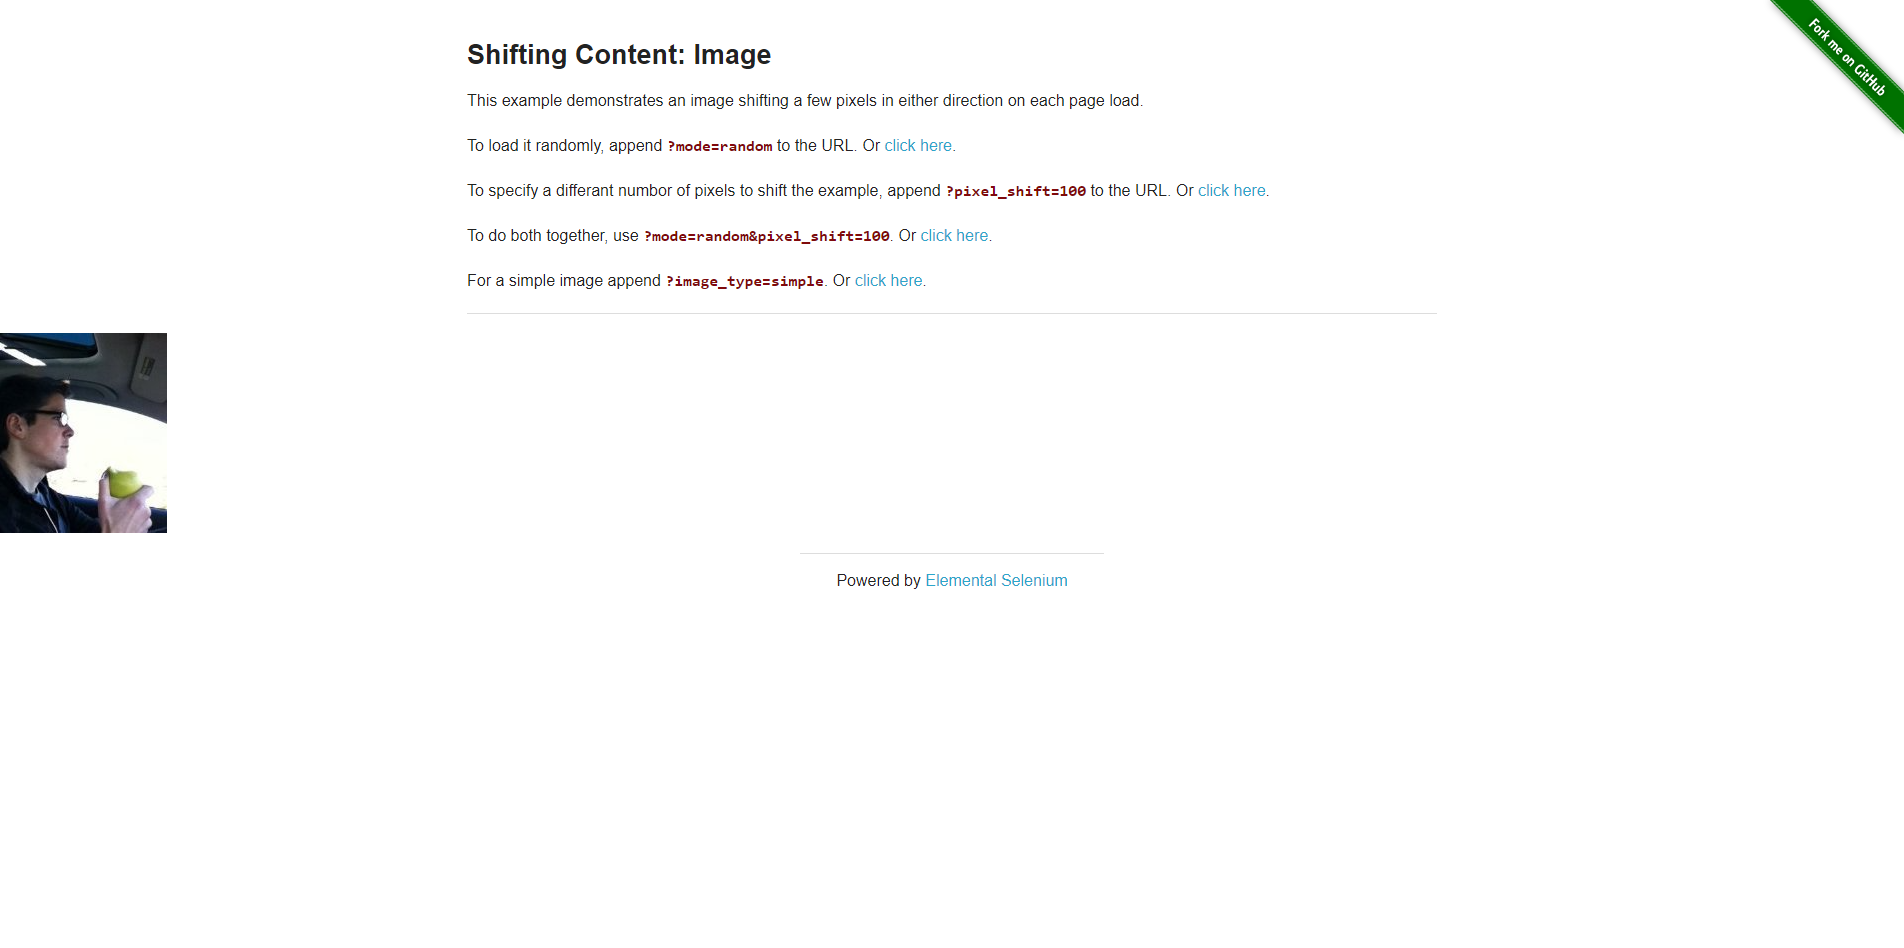 Fork me on GitHub
Shifting Content: Image
This example demonstrates an image shifting a few pixels in either direction on each page load.
To load it randomly, append ?mode=random to the URL. Or click here.
To specify a differant numbor of pixels to shift the example, append ?pixel_shift=100 to the URL. Or click here.
To do both together, use ?mode=random&pixel_shift=100. Or click here.
For a simple image append ?image_type=simple. Or click here.
Powered by Elemental Selenium